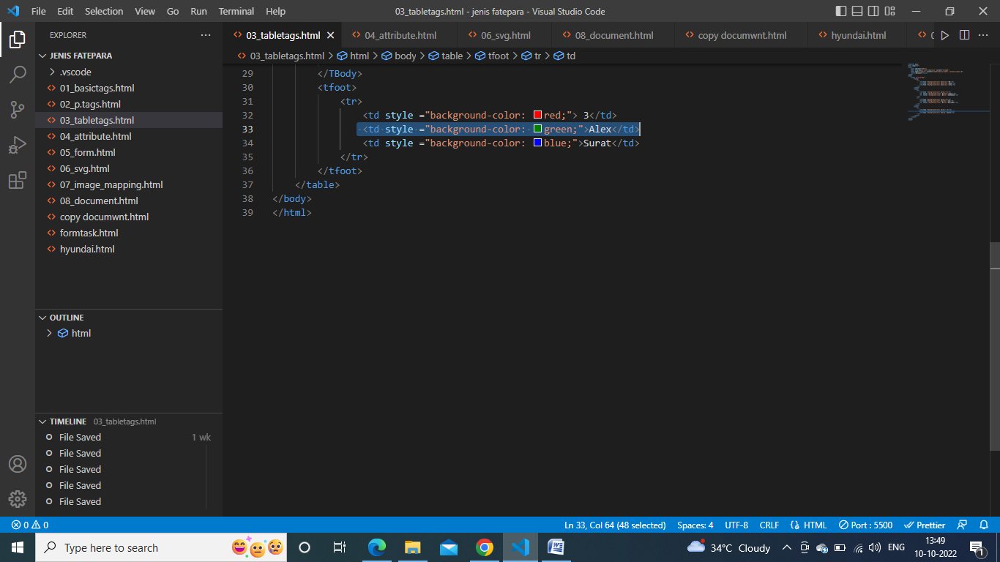 File Edit Selection View Go Run Terminal Help 03_tabletags.html - jenis fatepara - Visual Studio Code
EXPLORER
JENIS FATEPARA
.vscode
01_basictags.html
02_p.tags.html
03_tabletags.html
04_attribute.html
05_form.html
06_svg.html
07_image_mapping.html
08_document.html
copy documwnt.html
formtask.html
hyundai.html
OUTLINE
html
TIMELINE 03_tabletags.html
File Saved 1 wk
File Saved
File Saved
File Saved
File Saved
03_tabletags.html 04_attribute.html 06_svg.html 08_document.html copy documwnt.html hyundai.html
03_tabletags.html > html > body > table > tfoot > tr > td
29 </TBody>
30 <tfoot>
31 <tr>
32 <td style ="background-color: red;"> 3</td>
33 <td style ="background-color: green;">Alex</td>
34 <td style ="background-color: blue;">Surat</td>
35 </tr>
36 </tfoot>
37 </table>
38 </body>
39 </html>
0 0 Ln 33, Col 64 (48 selected) Spaces: 4 UTF-8 CRLF HTML Port : 5500 Prettier
Type here to search 34°C Cloudy ENG 13:49
10-10-2022 1